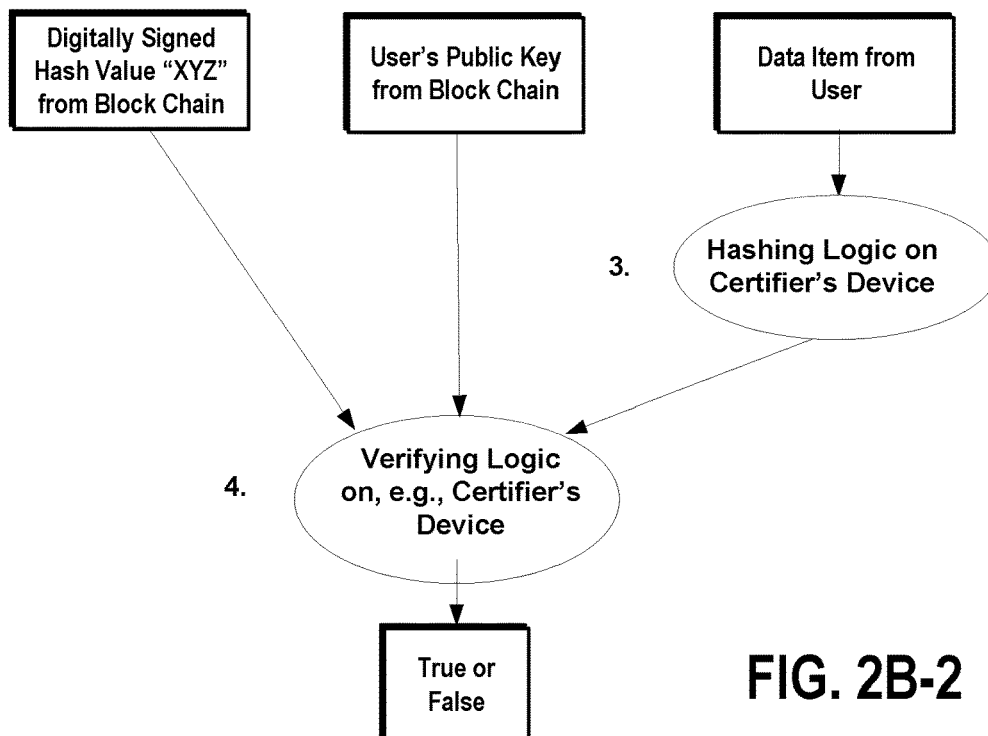 Digitally Signed
Hash Value “XYZ”
from Block Chain
User’s Public Key
from Block Chain
Data Item from
User
3.
Hashing Logic on
Certifier’s Device
4.
Verifying Logic
on, e.g., Certifier’s
Device
True or
False
FIG. 2B-2